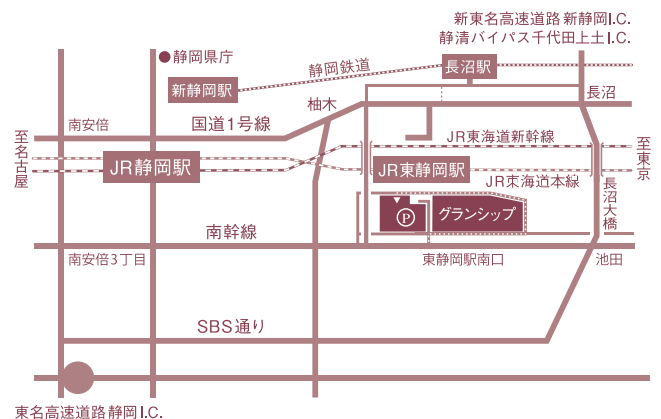 新東名高速道路 新静岡I.C.
静清バイパス千代田上土I.C.
静岡県庁
静岡鉄道
長沼駅
新静岡駅
柚木
長沼
南安倍
国道1号線
JR東海道新幹線
至名古屋
至東京
JR静岡駅
JR東静岡駅
JR東海道本線
長沼大橋
P
グランシップ
南幹線
南安倍3丁目
東静岡駅南口
池田
SBS通り
東名高速道路 静岡I.C.